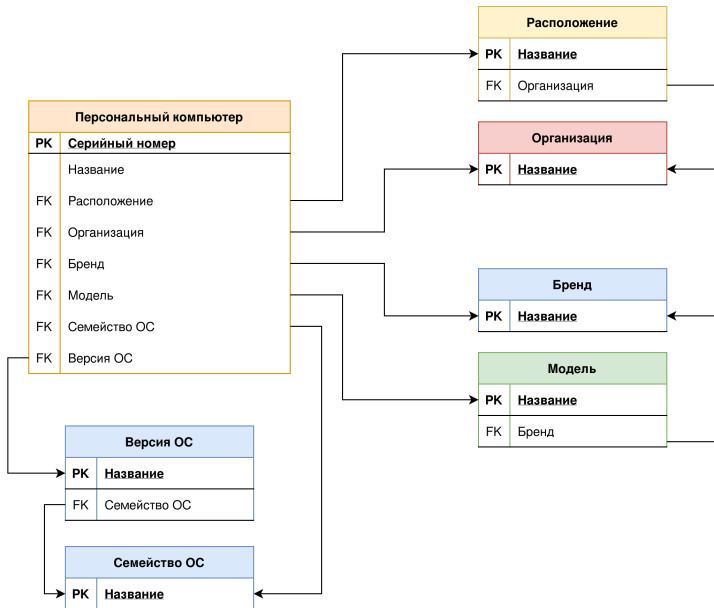 Расположение
PK Название
FK Организация
Персональный компьютер
PK Серийный номер
Название
FK Расположение
FK Организация
FK Бренд
FK Модель
FK Семейство ОС
FK Версия ОС
Организация
PK Название
Бренд
PK Название
Модель
PK Название
FK Бренд
Версия ОС
PK Название
FK Семейство ОС
Семейство ОС
PK Название